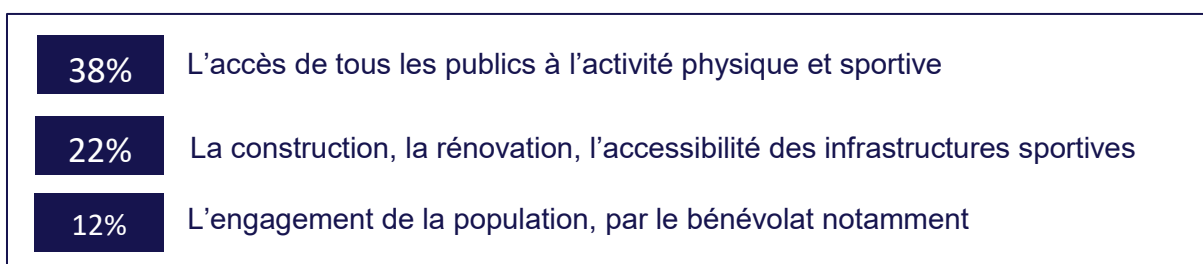 38% L’accès de tous les publics à l’activité physique et sportive
22% La construction, la rénovation, l’accessibilité des infrastructures sportives
12% L’engagement de la population, par le bénévolat notamment